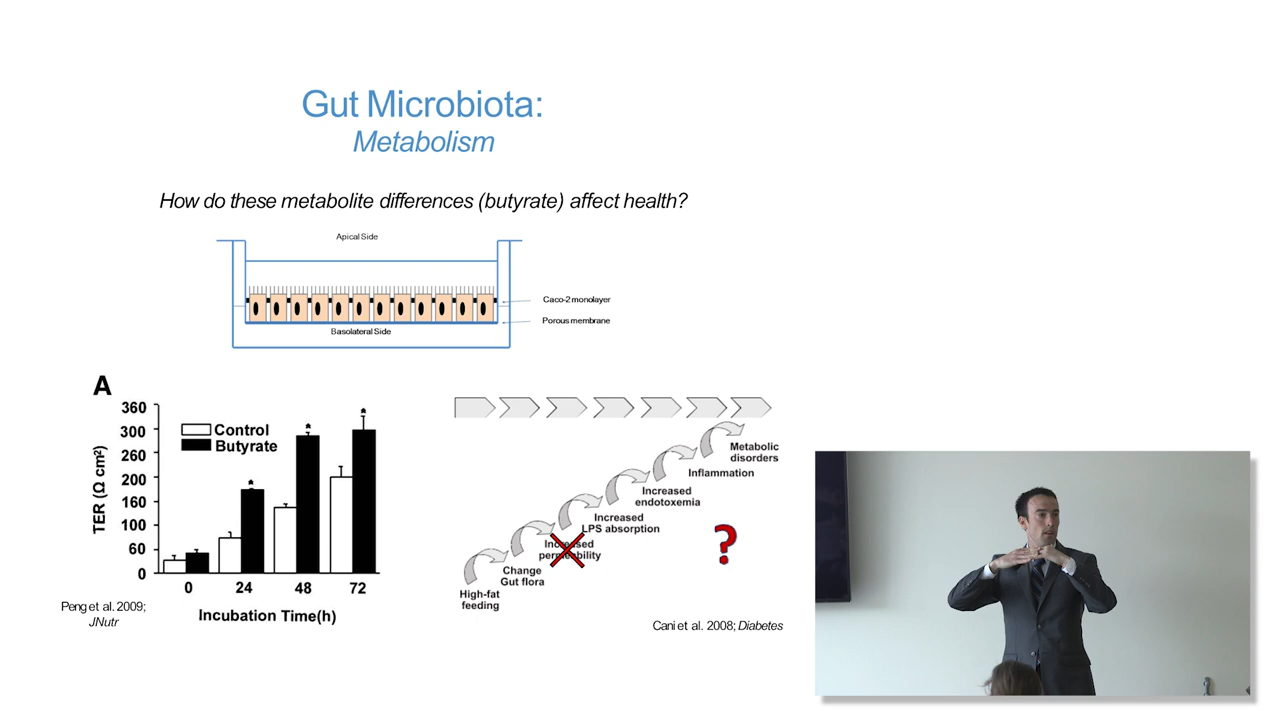 Gut Microbiota:
Metabolism
How do these metabolite differences (butyrate) affect health?
Apical Side
Caco-2 monolayer
Porous membrane
Basolateral Side
A
360
300
260
200
160
100
60
0
TER (Ω cm²)
Control
Butyrate
*
*
*
0 24 48 72
Incubation Time(h)
Peng et al. 2009;
JNutr
Metabolic
disorders
Inflammation
Increased
endotoxemia
Increased
LPS absorption
Increased
permeability
Change
Gut flora
High-fat
feeding
?
Cani et al. 2008; Diabetes